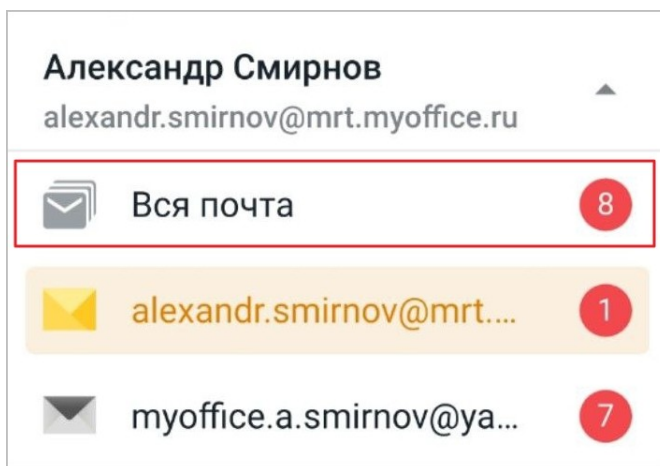 Александр Смирнов
alexandr.smirnov@mrt.myoffice.ru
Вся почта 8
alexandr.smirnov@mrt.... 1
myoffice.a.smirnov@ya... 7